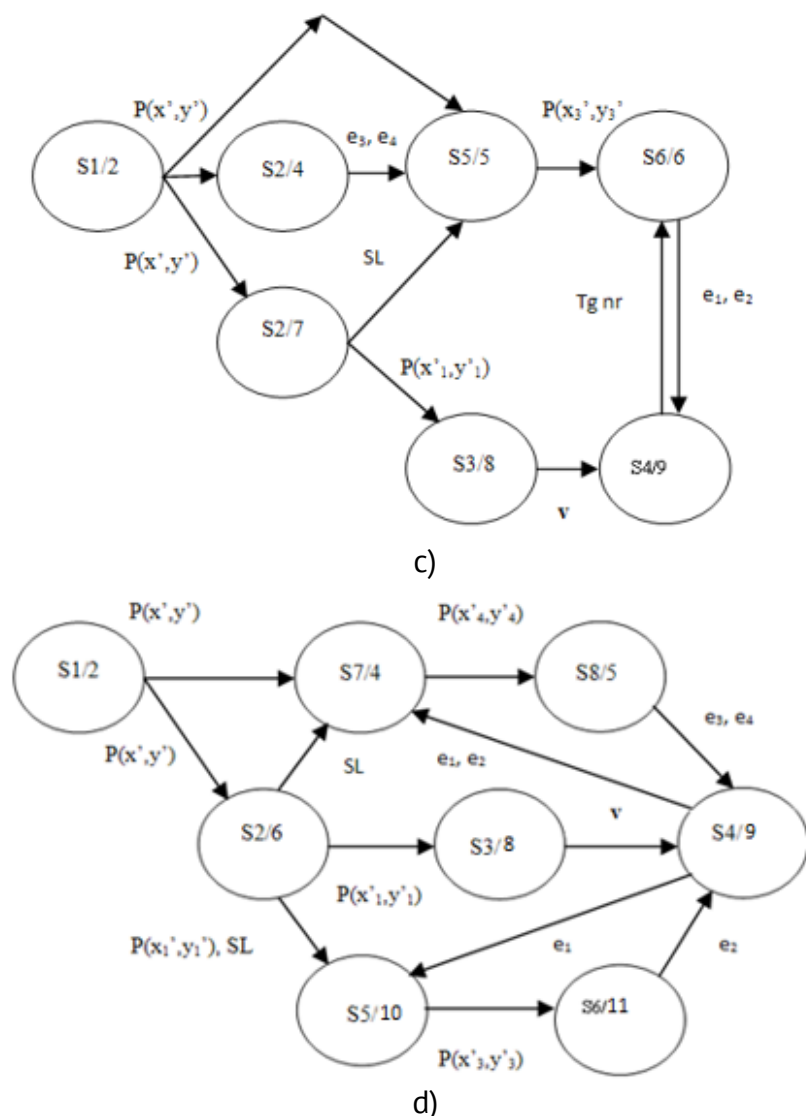 P(x',y')
S1/2
S2/4
e₃, e₄
S5/5
P(x₃',y₃'
S6/6
P(x',y')
S2/7
SL
P(x'₁,y'₁)
Tg nr
e₁, e₂
S3/8
v
S4/9
c)
P(x',y')
S1/2
S7/4
P(x'₄,y'₄)
S8/5
P(x',y')
SL
e₁, e₂
e₃, e₄
S2/6
P(x'₁,y'₁)
S3/8
v
S4/9
P(x₁',y₁'), SL
e₁
e₂
S5/10
P(x'₃,y'₃)
S6/11
d)